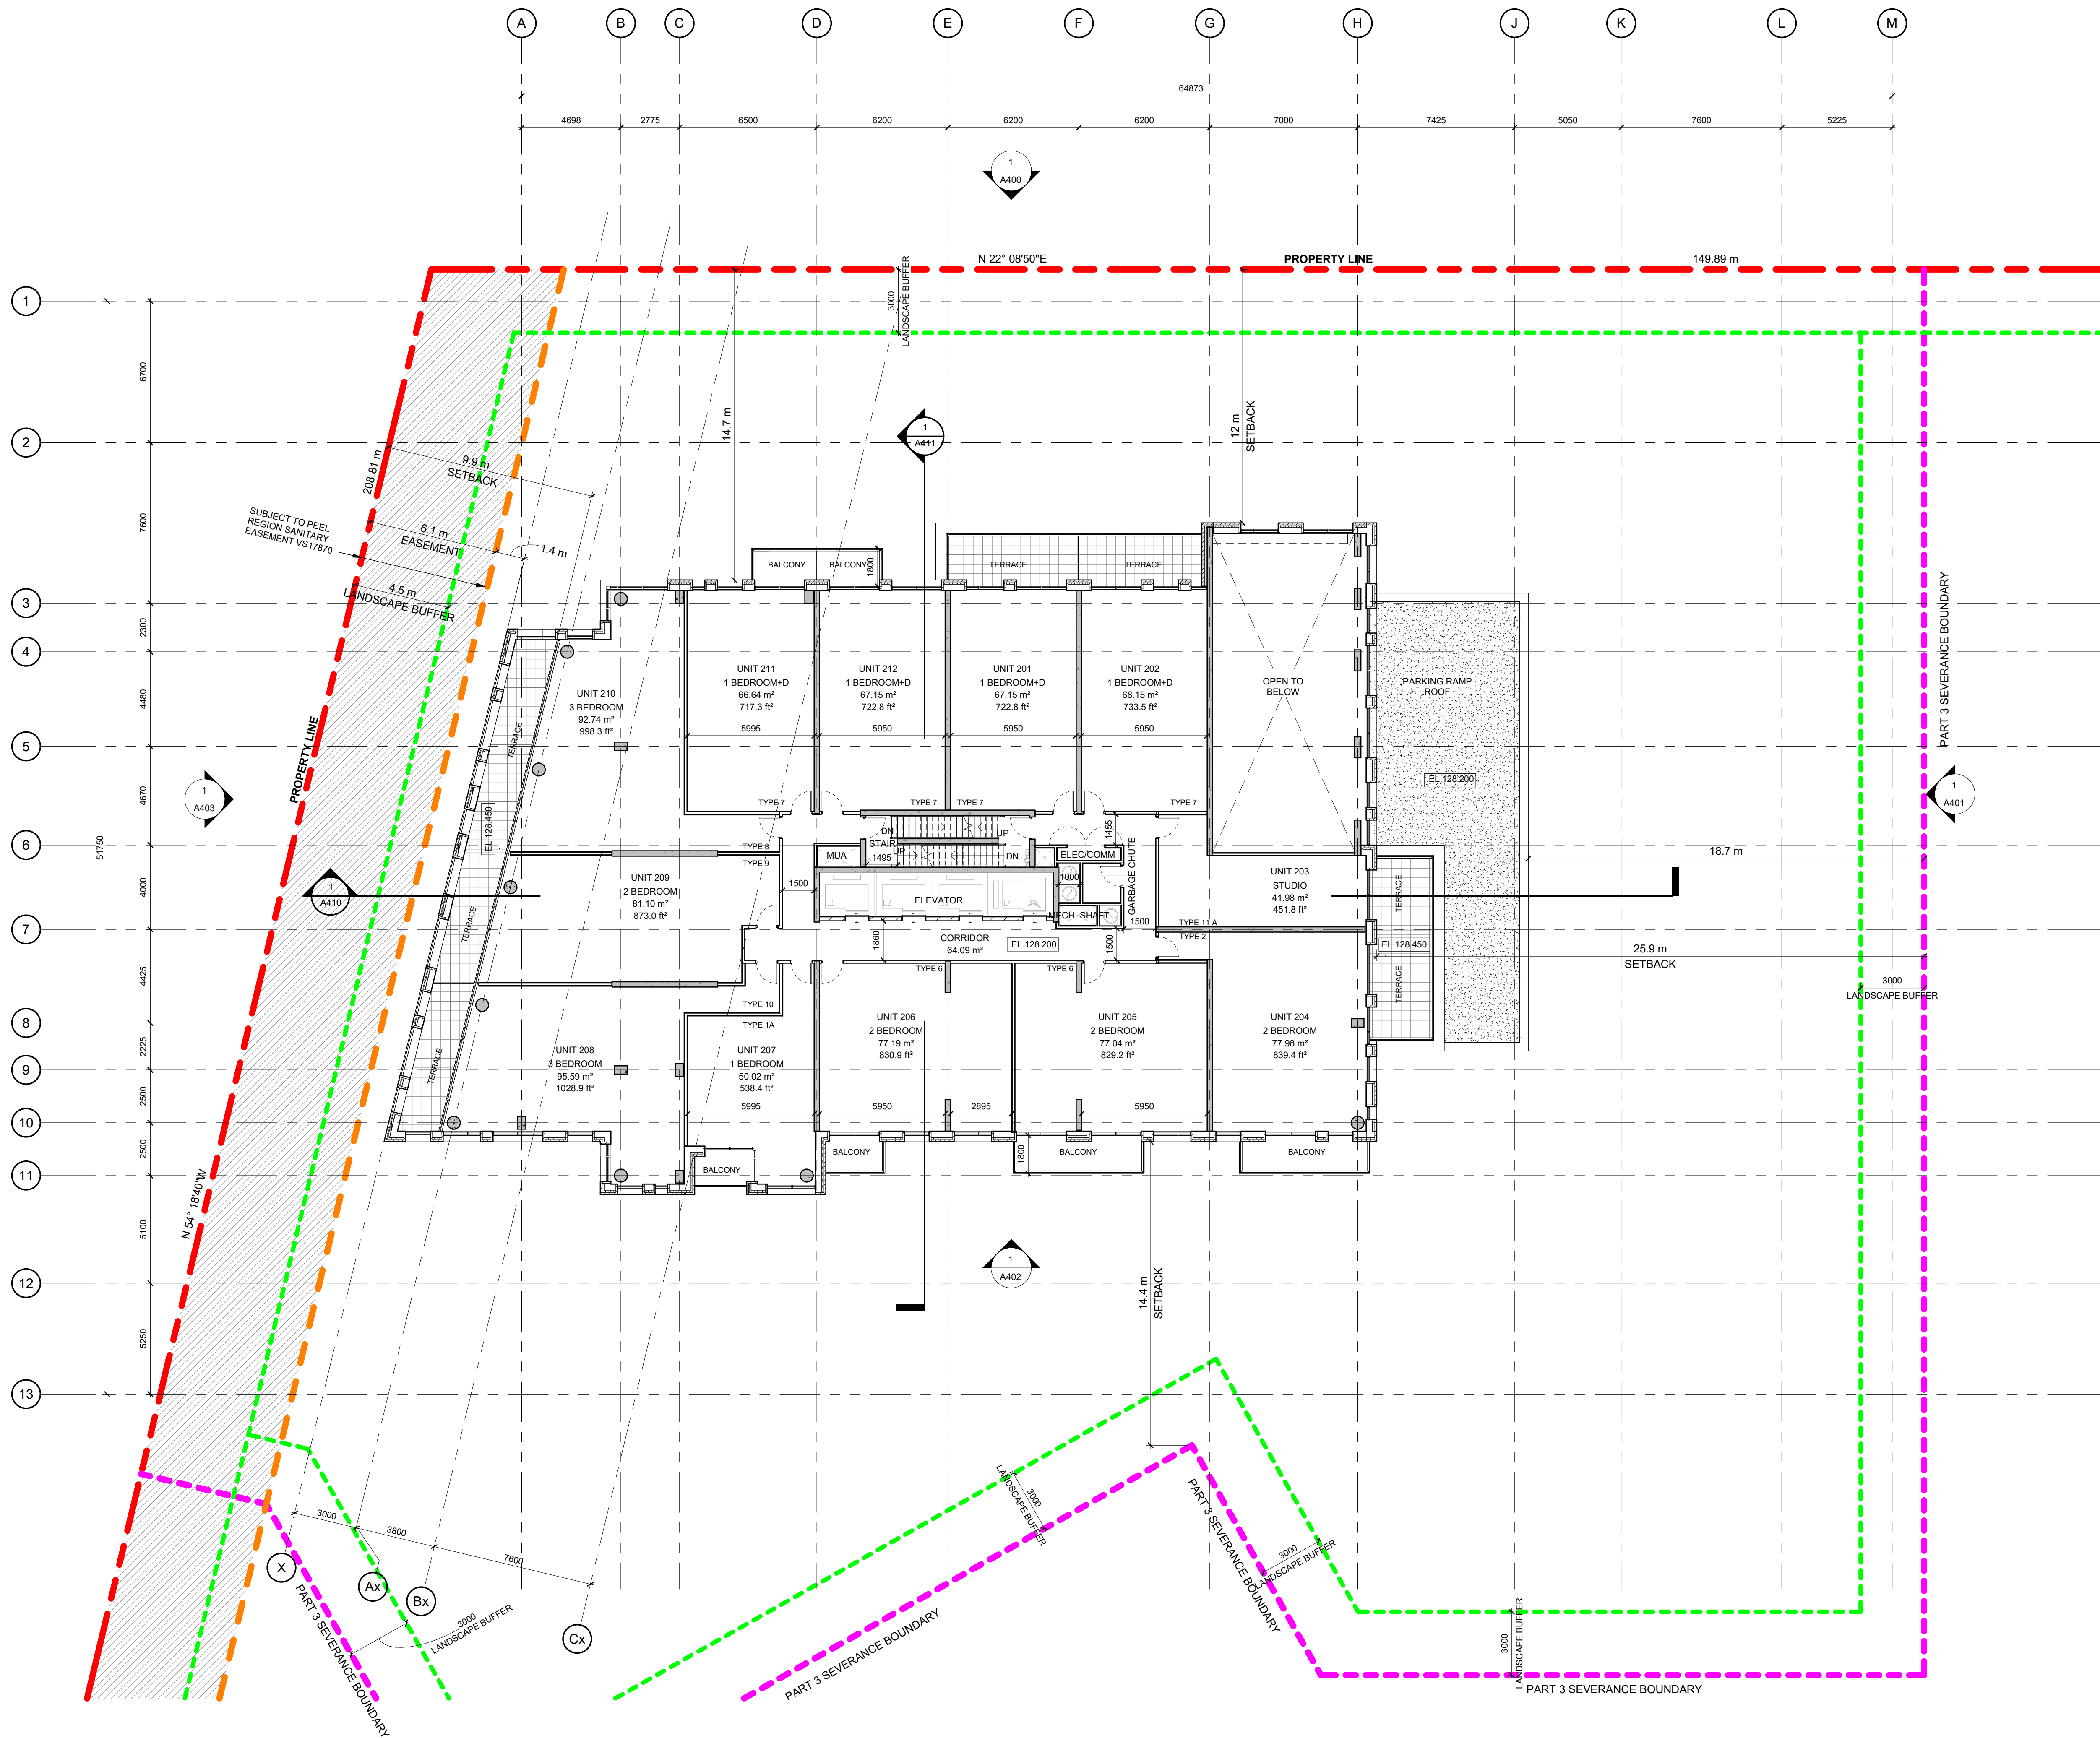 A
B
C
D
E
F
G
H
J
K
L
M
64873
4698
2775
6500
6200
6200
6200
7000
7425
5050
7600
5225
1
A400
N 22° 08'50"E
PROPERTY LINE
149.89 m
1
2
3
4
5
6
7
8
9
10
11
12
13
51750
6700
7600
2300
4480
4670
4000
4425
2225
2500
2500
5100
5250
3000
LANDSCAPE BUFFER
14.7 m
12 m
SETBACK
1
A411
208.81 m
9.9 m
SETBACK
SUBJECT TO PEEL
REGION SANITARY
EASEMENT VS17870
6.1 m
EASEMENT
1.4 m
4.5 m
LANDSCAPE BUFFER
PROPERTY LINE
N 54° 18'40"W
1
A403
1
A410
1
A401
PART 3 SEVERANCE BOUNDARY
BALCONY
BALCONY
1800
TERRACE
TERRACE
UNIT 210
3 BEDROOM
92.74 m²
998.3 ft²
UNIT 211
1 BEDROOM+D
66.64 m²
717.3 ft²
5995
UNIT 212
1 BEDROOM+D
67.15 m²
722.8 ft²
5950
UNIT 201
1 BEDROOM+D
67.15 m²
722.8 ft²
5950
UNIT 202
1 BEDROOM+D
68.15 m²
733.5 ft²
5950
OPEN TO
BELOW
PARKING RAMP
ROOF
EL 128.200
TERRACE
EL 128.450
TERRACE
TERRACE
TYPE 7
TYPE 7
TYPE 7
TYPE 7
TYPE 8
TYPE 9
MUA
DN
STAIR
UP
1495
UP
DN
ELEC/COMM
1455
GARBAGE CHUTE
1000
MECH. SHAFT
1500
E1
E2
E4
ELEVATOR
1500
1860
CORRIDOR
64.09 m²
EL 128.200
1500
UNIT 209
2 BEDROOM
81.10 m²
873.0 ft²
UNIT 203
STUDIO
41.98 m²
451.8 ft²
TYPE 11 A
TYPE 2
TYPE 6
TYPE 6
TYPE 10
TYPE 1A
TERRACE
EL 128.450
TERRACE
18.7 m
25.9 m
SETBACK
3000
LANDSCAPE BUFFER
UNIT 208
3 BEDROOM
95.59 m²
1028.9 ft²
UNIT 207
1 BEDROOM
50.02 m²
538.4 ft²
5995
UNIT 206
2 BEDROOM
77.19 m²
830.9 ft²
5950
2895
UNIT 205
2 BEDROOM
77.04 m²
829.2 ft²
5950
UNIT 204
2 BEDROOM
77.98 m²
839.4 ft²
BALCONY
BALCONY
1800
BALCONY
BALCONY
1
A402
14.4 m
SETBACK
3000
3800
7600
X
Ax
Bx
Cx
PART 3 SEVERANCE BOUNDARY
3000
LANDSCAPE BUFFER
3000
LANDSCAPE BUFFER
PART 3 SEVERANCE BOUNDARY
PART 3 SEVERANCE BOUNDARY
3000
LANDSCAPE BUFFER
3000
LANDSCAPE BUFFER
PART 3 SEVERANCE BOUNDARY